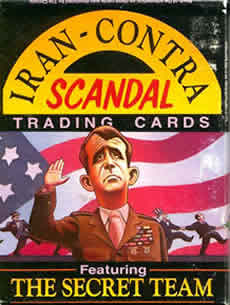 IRAN-CONTRA
SCANDAL
TRADING CARDS
Featuring
THE SECRET TEAM